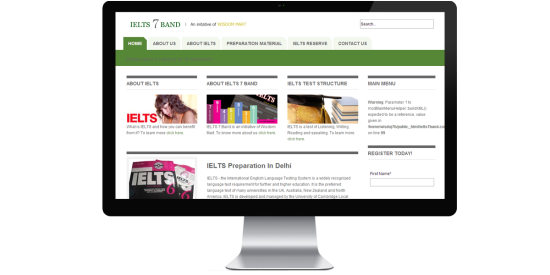 IELTS 7 BAND | An initiative of WISDOM MART
Search...
HOME ABOUT US ABOUT IELTS PREPARATION MATERIAL IELTS RESERVE CONTACT US
ABOUT IELTS
IELTS
What is IELTS and how you can benefit
from it? To learn more click here.
ABOUT IELTS 7 BAND
IELTS
IELTS 7 Band is an initiative of Wisdom
Mart. To know more about us click here.
IELTS TEST STRUCTURE
IELTS is a test of Listening, Writing
Reading and speaking. To learn more
click here.
MAIN MENU
Warning: Parameter 1 to
expected to be a reference, value
given in
on line
REGISTER TODAY!
First Name*
IELTS
6
IELTS Preparation In Delhi
IELTS - the International English Language Testing System is a widely recognized
language test requirement for further and higher education. It is the preferred
language test of many universities in the UK, Australia, New Zealand and North
America. IELTS is developed and managed by the University of Cambridge Local